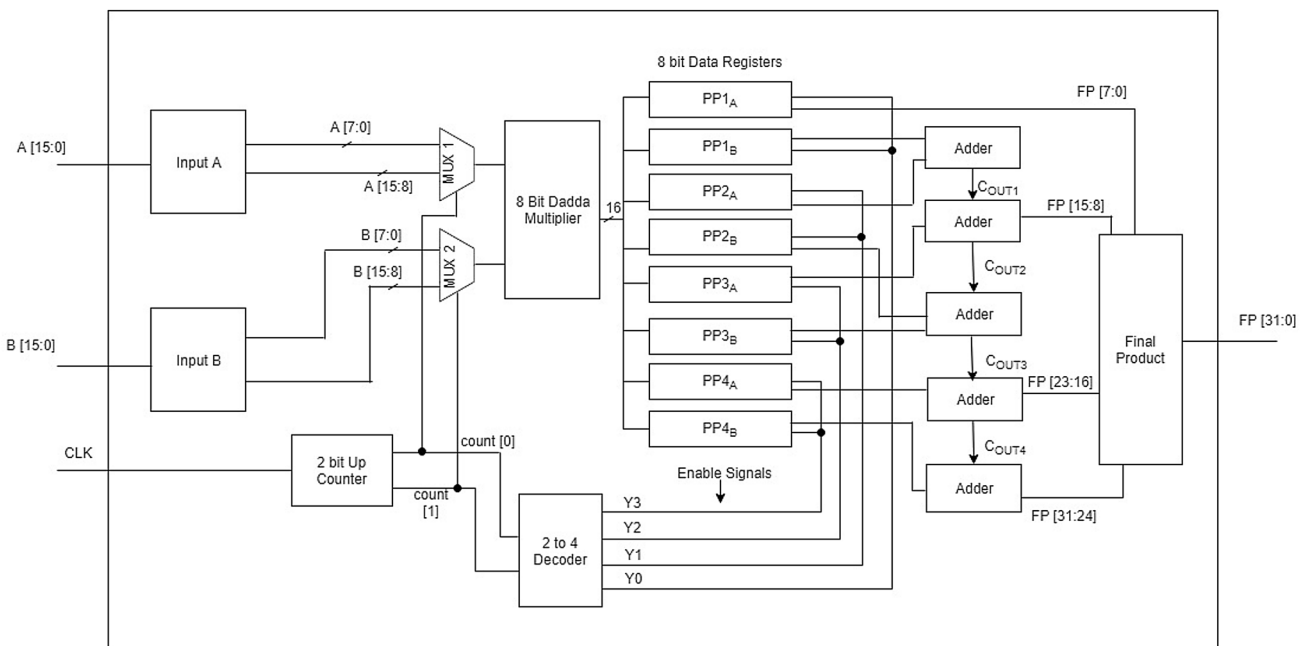 8 bit Data Registers
A [15:0]
Input A
A [7:0]
A [15:8]
MUX 1
B [15:0]
Input B
B [7:0]
B [15:8]
MUX 2
8 Bit Dadda
Multiplier
16
PP1A
PP1B
PP2A
PP2B
PP3A
PP3B
PP4A
PP4B
Adder
COUT1
Adder
COUT2
Adder
COUT3
Adder
COUT4
Adder
FP [7:0]
FP [15:8]
FP [23:16]
FP [31:24]
Final
Product
FP [31:0]
CLK
2 bit Up
Counter
count [0]
count
[1]
2 to 4
Decoder
Enable Signals
Y3
Y2
Y1
Y0